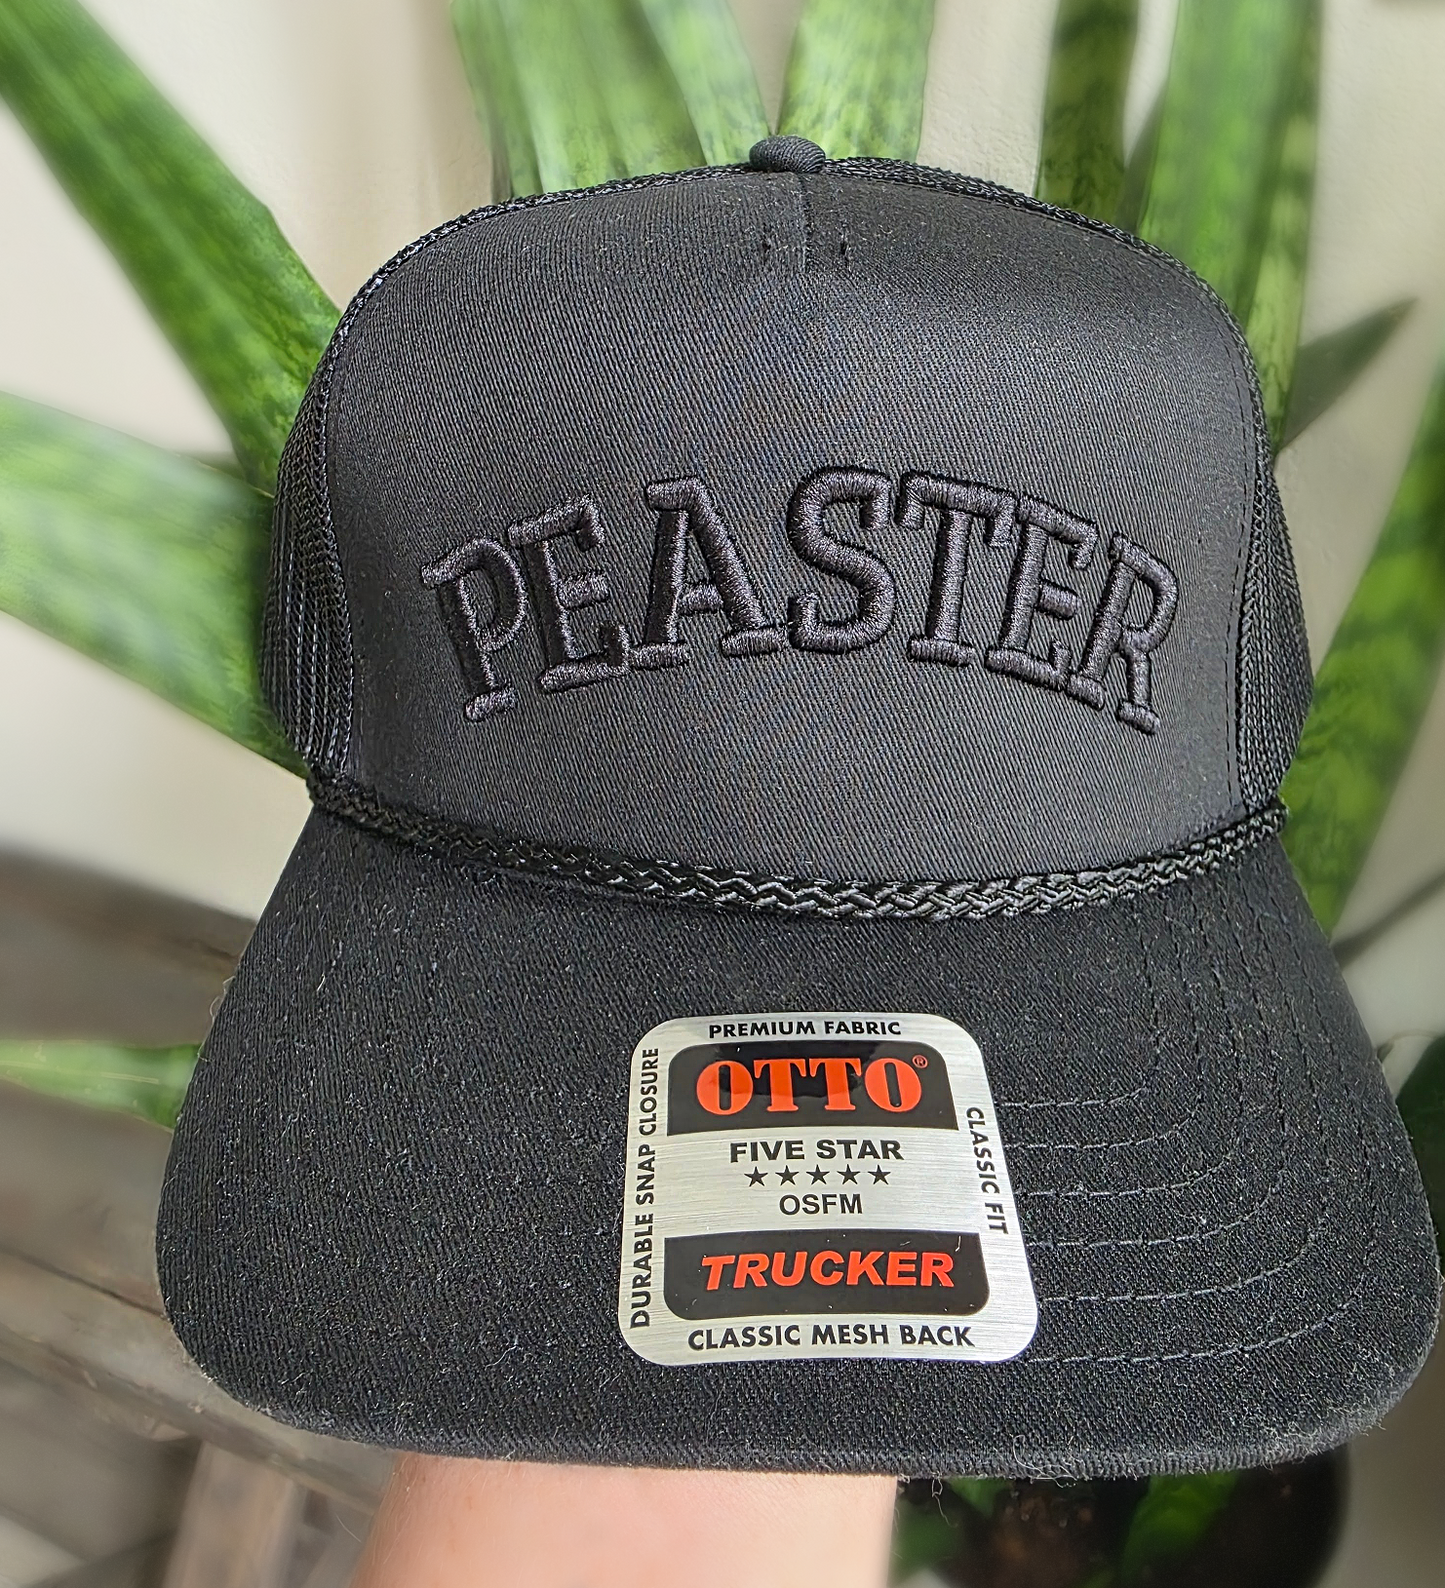 PEASTER
PREMIUM FABRIC
OTTO®
DURABLE SNAP CLOSURE
FIVE STAR
★★★★★
OSFM
CLASSIC FIT
TRUCKER
CLASSIC MESH BACK